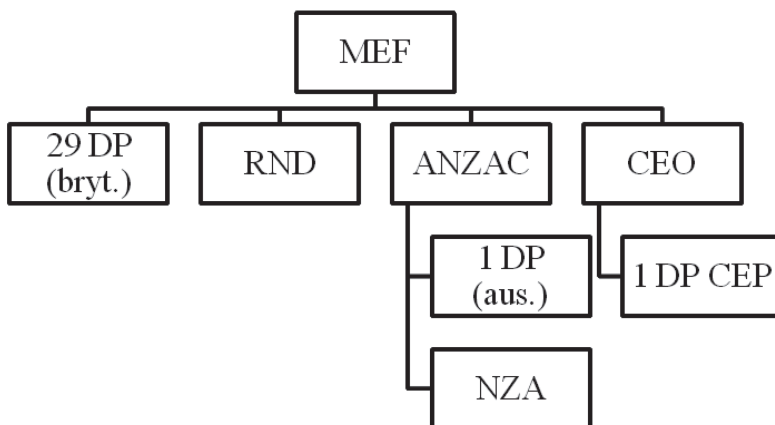 MEF
29 DP
(bryt.)
RND
ANZAC
CEO
1 DP
(aus.)
1 DP CEP
NZA